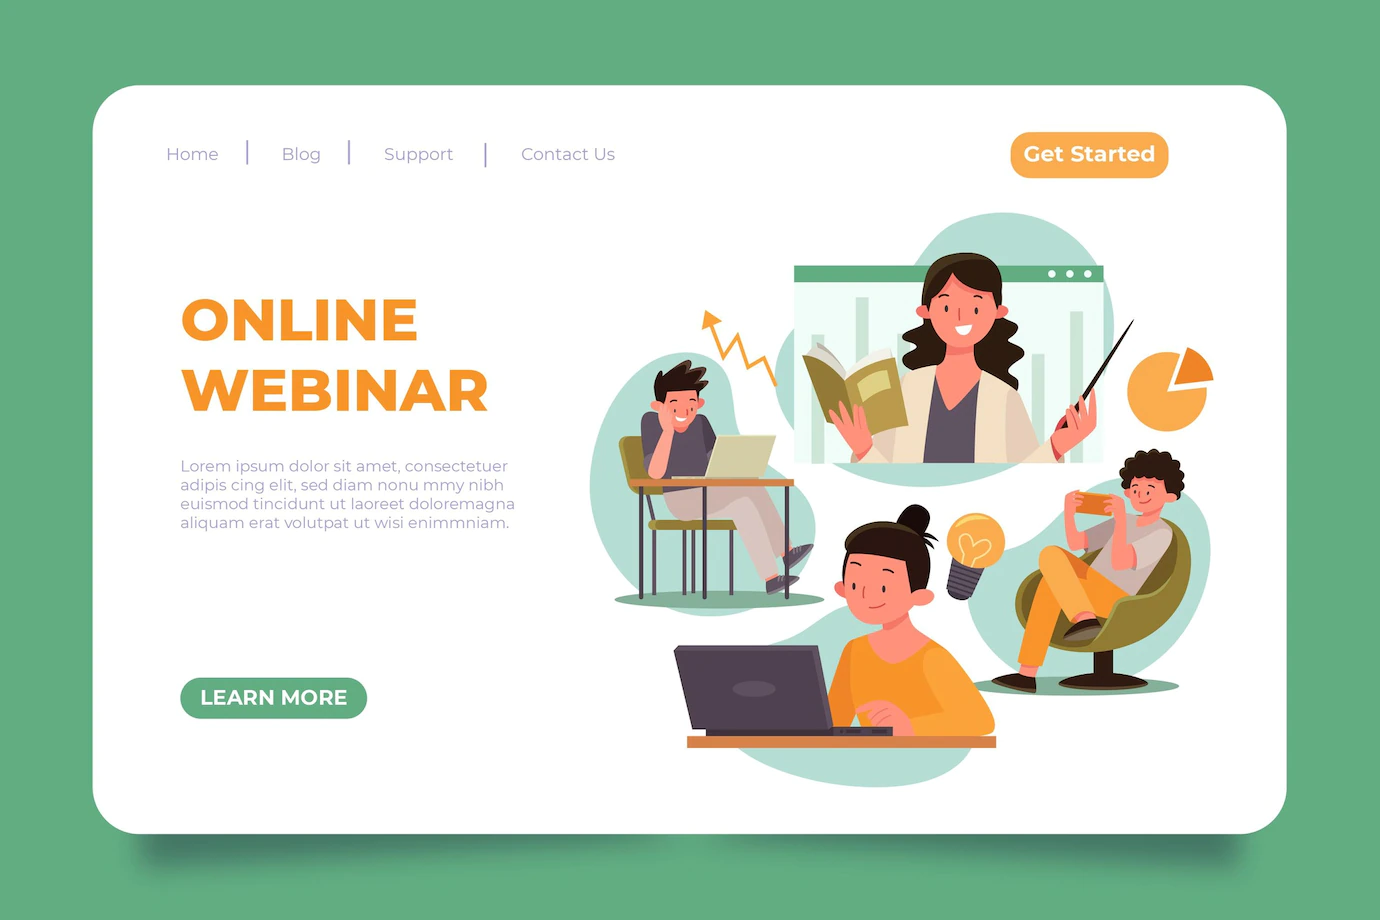 Home | Blog | Support | Contact Us
Get Started
ONLINE
WEBINAR
Lorem ipsum dolor sit amet, consectetuer
adipis cing elit, sed diam nonu mmy nibh
euismod tincidunt ut laoreet doloremagna
aliquam erat volutpat ut wisi enimmniam.
LEARN MORE